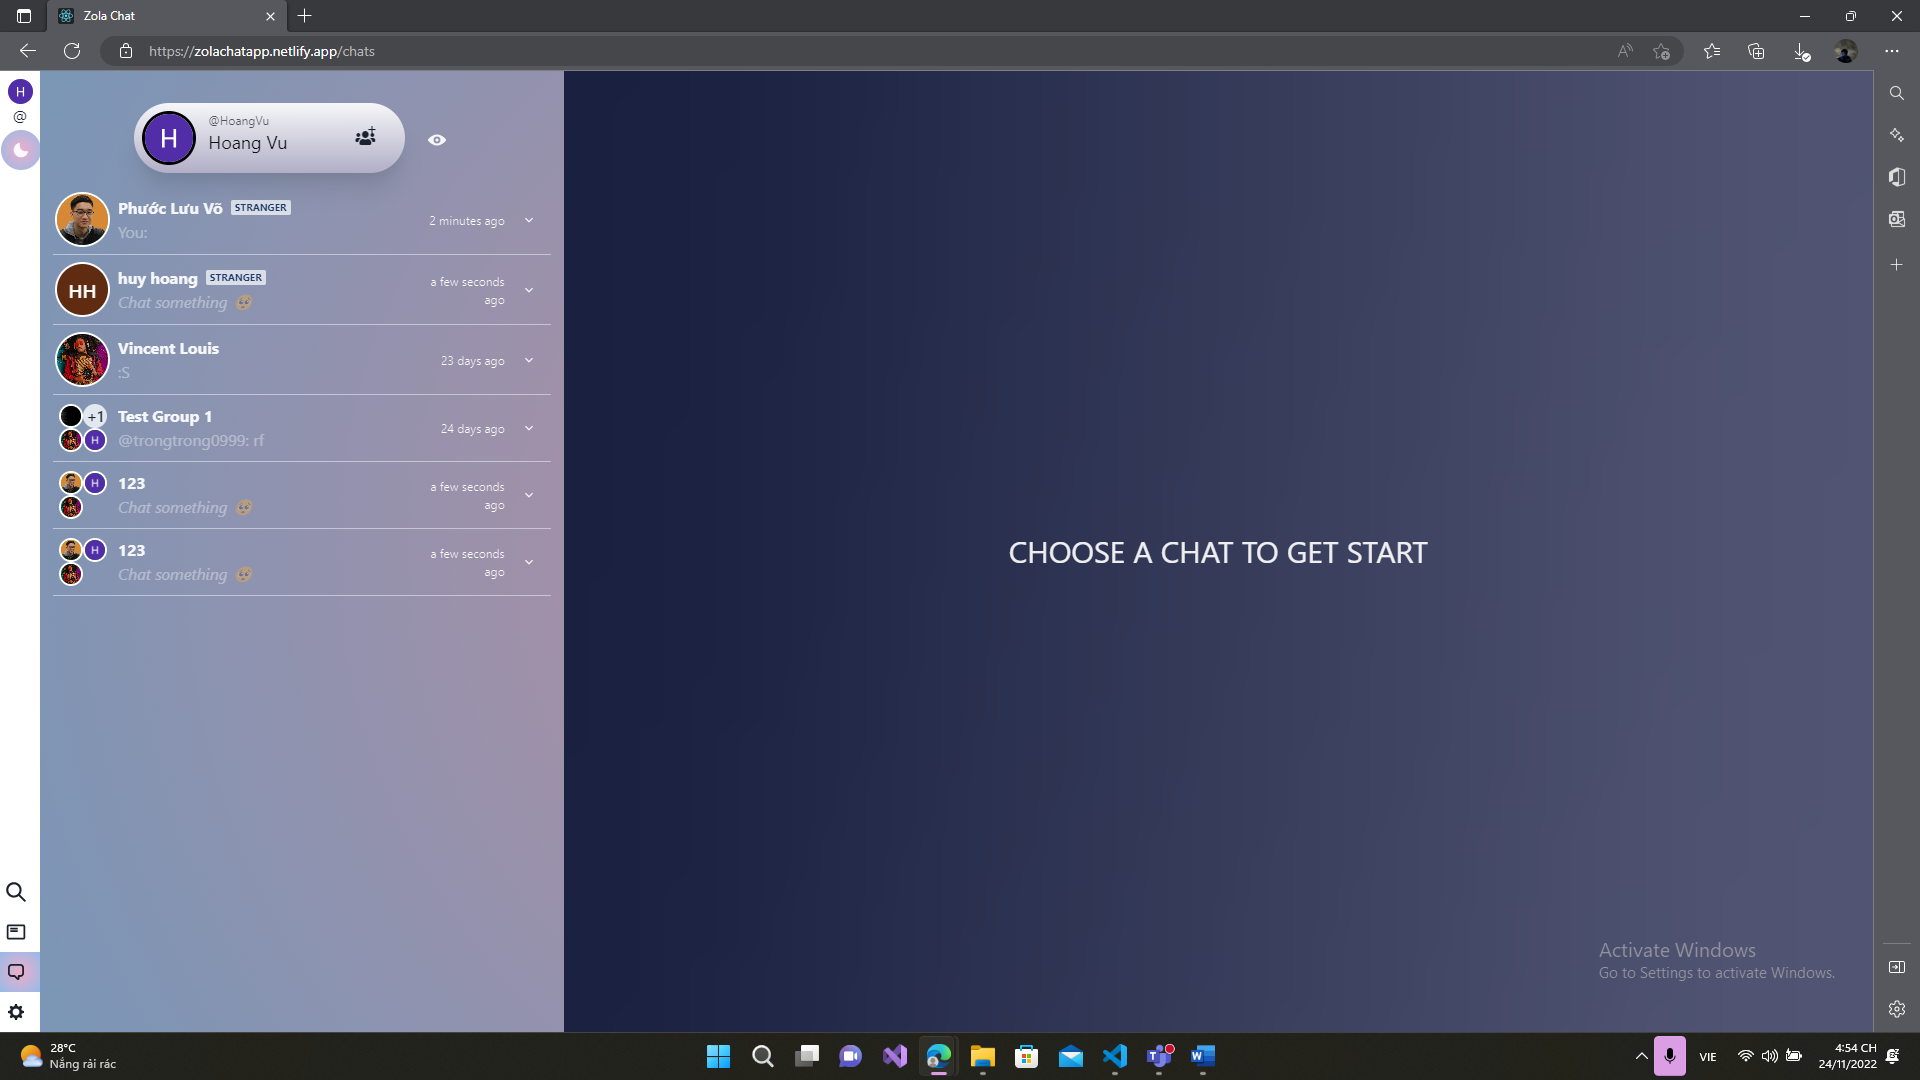 Zola Chat
https://zolachatapp.netlify.app/chats
H
@
@HoangVu
H
Hoang Vu
Phước Lưu Võ STRANGER
You:
2 minutes ago
HH
huy hoang STRANGER
Chat something
a few seconds
ago
Vincent Louis
:S
23 days ago
+1
H
Test Group 1
@trongtrong0999: rf
24 days ago
H
123
Chat something
a few seconds
ago
H
123
Chat something
a few seconds
ago
CHOOSE A CHAT TO GET START
Activate Windows
Go to Settings to activate Windows.
28°C
Nắng rải rác
VIE
4:54 CH
24/11/2022